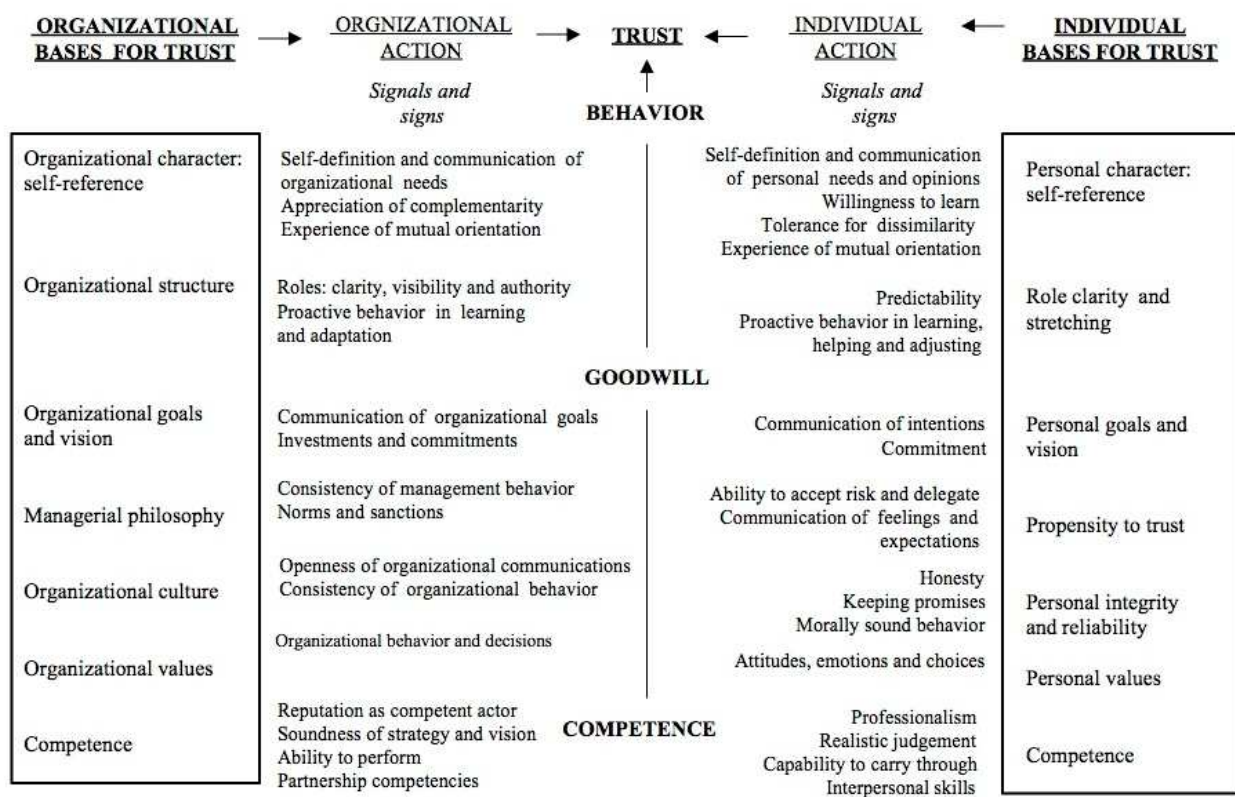 ORGANIZATIONAL
BASES FOR TRUST
ORGNIZATIONAL
ACTION
TRUST
INDIVIDUAL
ACTION
INDIVIDUAL
BASES FOR TRUST
Signals and
signs
BEHAVIOR
Signals and
signs
Organizational character:
self-reference
Self-definition and communication of
organizational needs
Appreciation of complementarity
Experience of mutual orientation
Self-definition and communication
of personal needs and opinions
Willingness to learn
Tolerance for dissimilarity
Experience of mutual orientation
Personal character:
self-reference
Organizational structure
Roles: clarity, visibility and authority
Proactive behavior in learning
and adaptation
Predictability
Proactive behavior in learning,
helping and adjusting
Role clarity and
stretching
GOODWILL
Organizational goals
and vision
Communication of organizational goals
Investments and commitments
Communication of intentions
Commitment
Personal goals and
vision
Managerial philosophy
Consistency of management behavior
Norms and sanctions
Ability to accept risk and delegate
Communication of feelings and
expectations
Propensity to trust
Organizational culture
Openness of organizational communications
Consistency of organizational behavior
Honesty
Keeping promises
Morally sound behavior
Personal integrity
and reliability
Organizational values
Organizational behavior and decisions
Attitudes, emotions and choices
Personal values
Competence
Reputation as competent actor
Soundness of strategy and vision
Ability to perform
Partnership competencies
COMPETENCE
Professionalism
Realistic judgement
Capability to carry through
Interpersonal skills
Competence